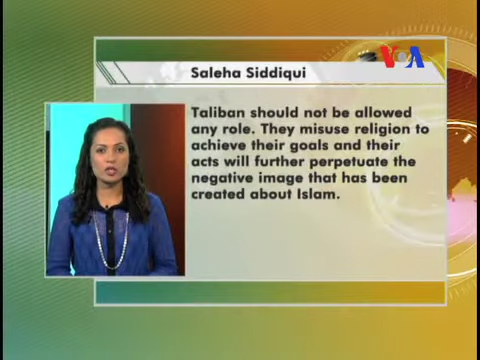 VOA
Saleha Siddiqui
Taliban should not be allowed
any role. They misuse religion to
achieve their goals and their
acts will further perpetuate the
negative image that has been
created about Islam.